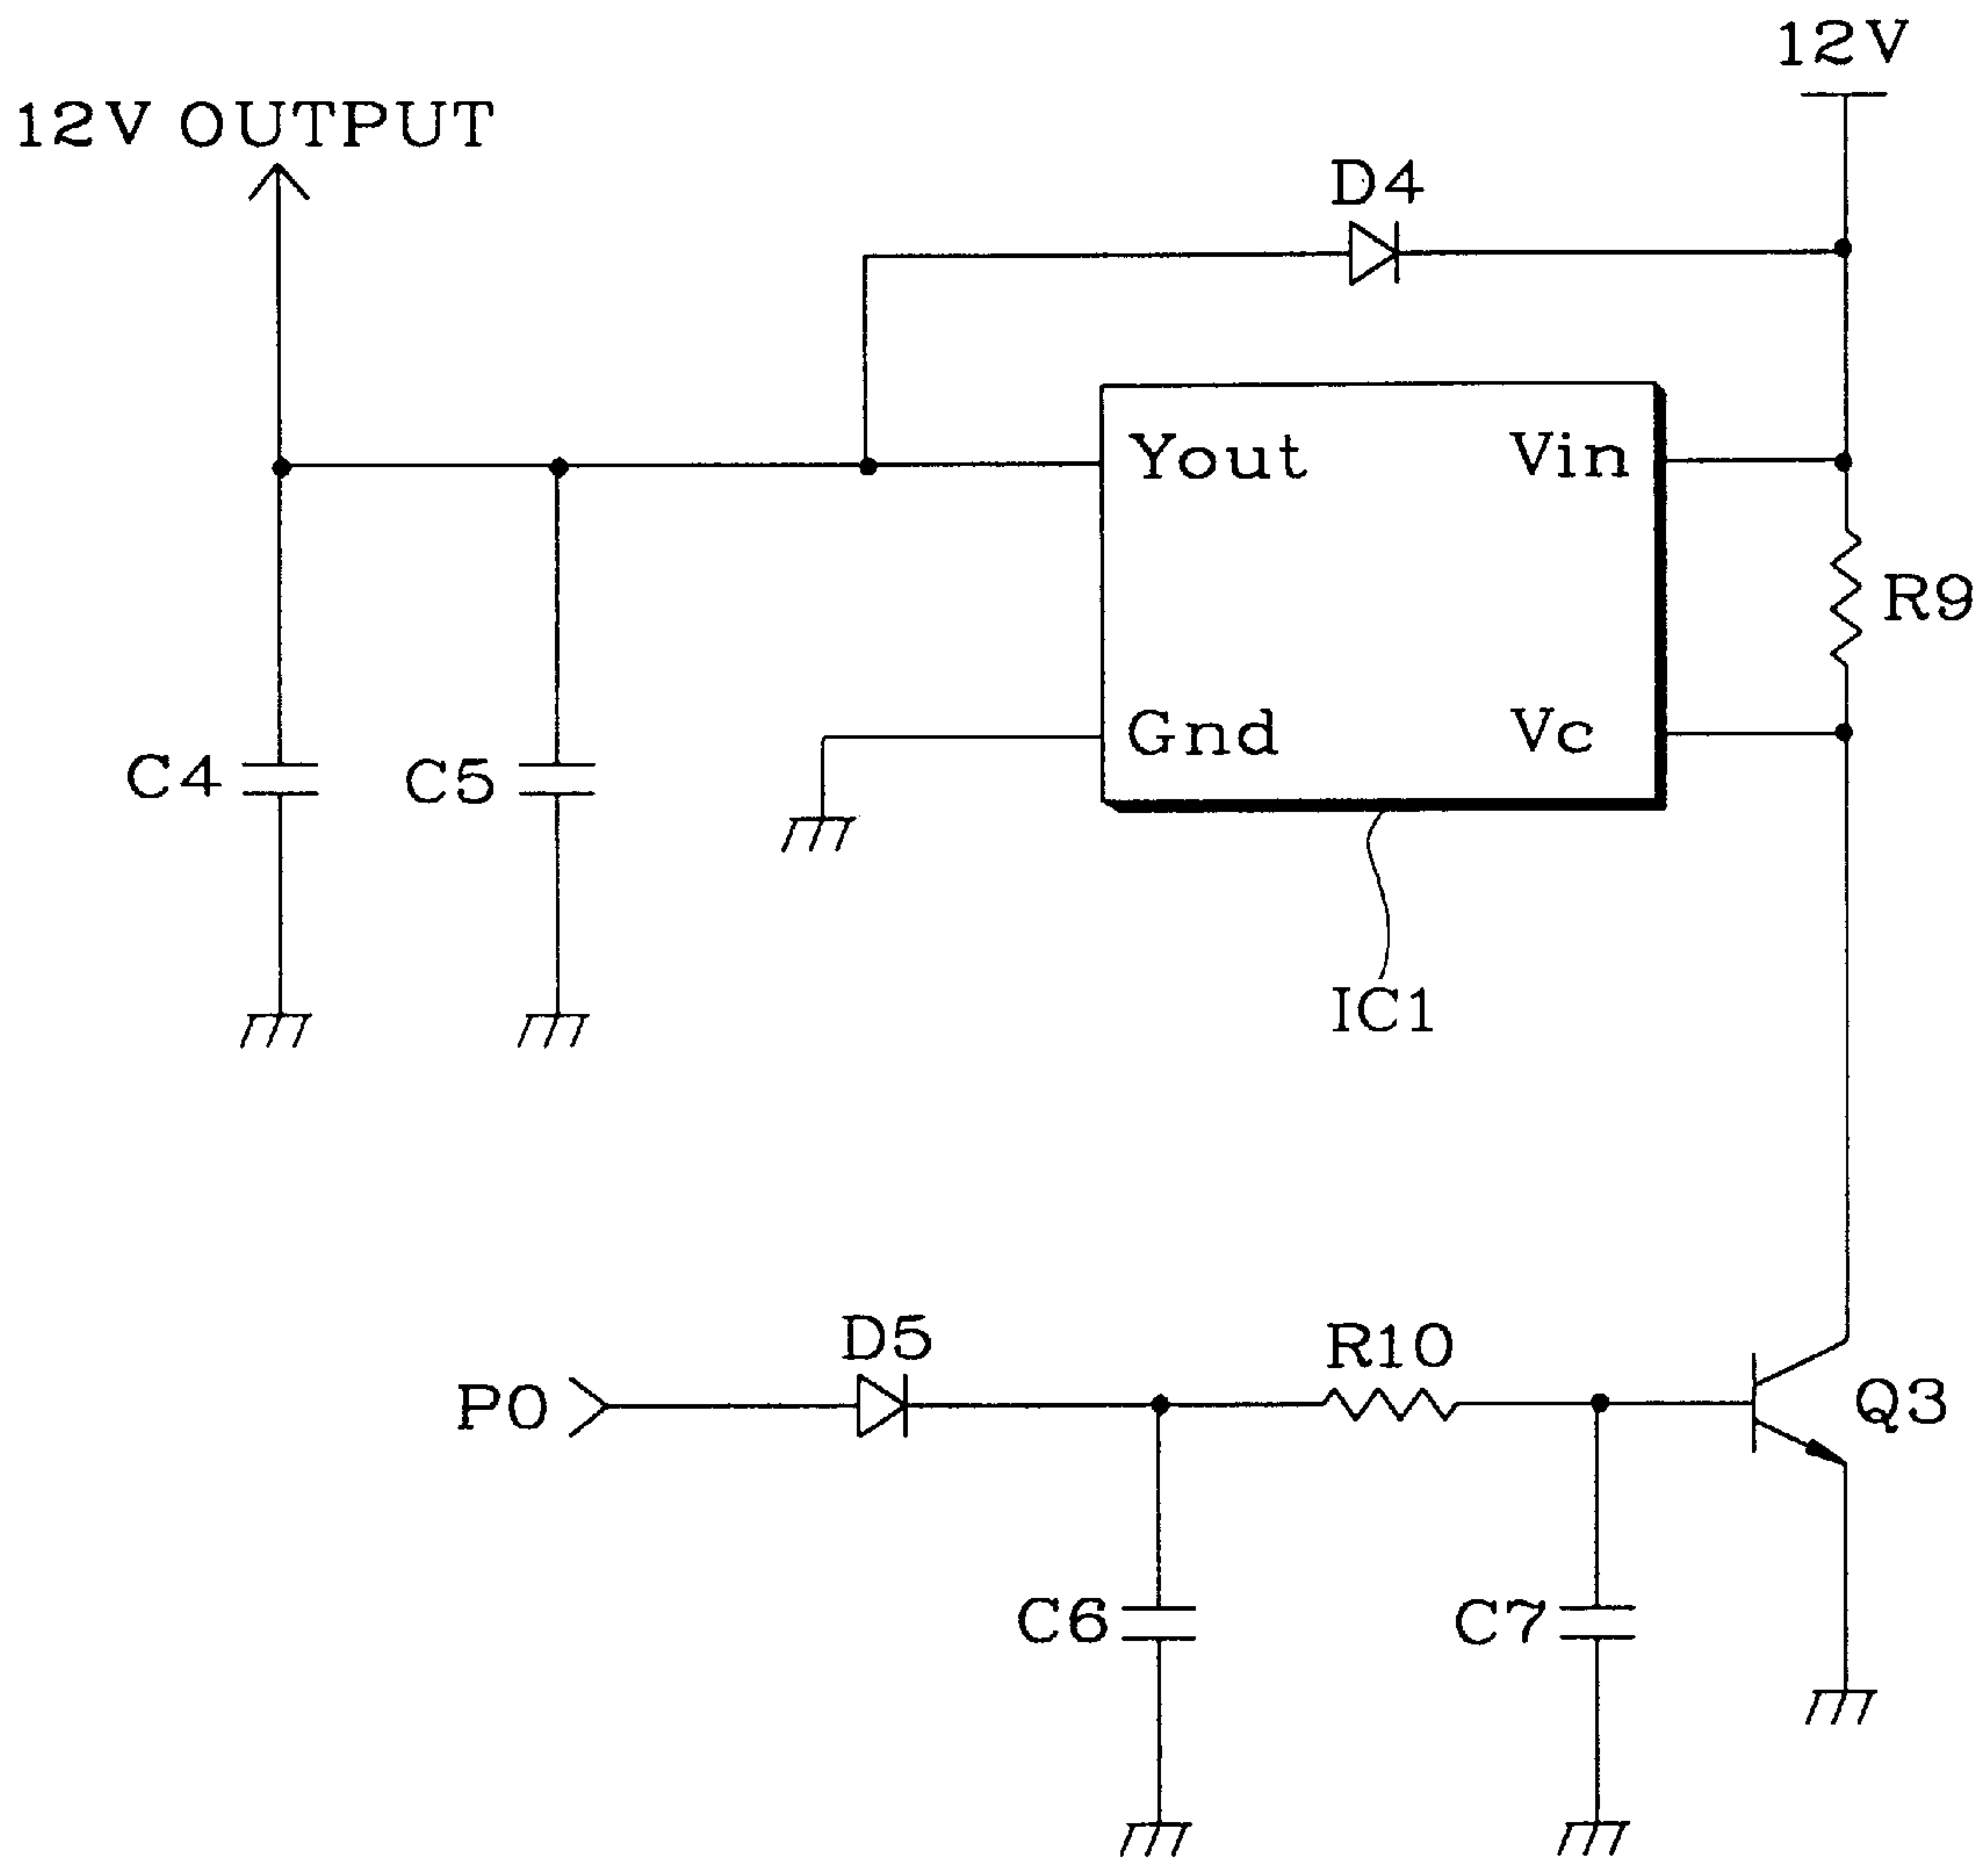 12V
12V OUTPUT
D4
Yout
Vin
R9
Gnd
Vc
C4
C5
IC1
D5
R10
P0
Q3
C6
C7